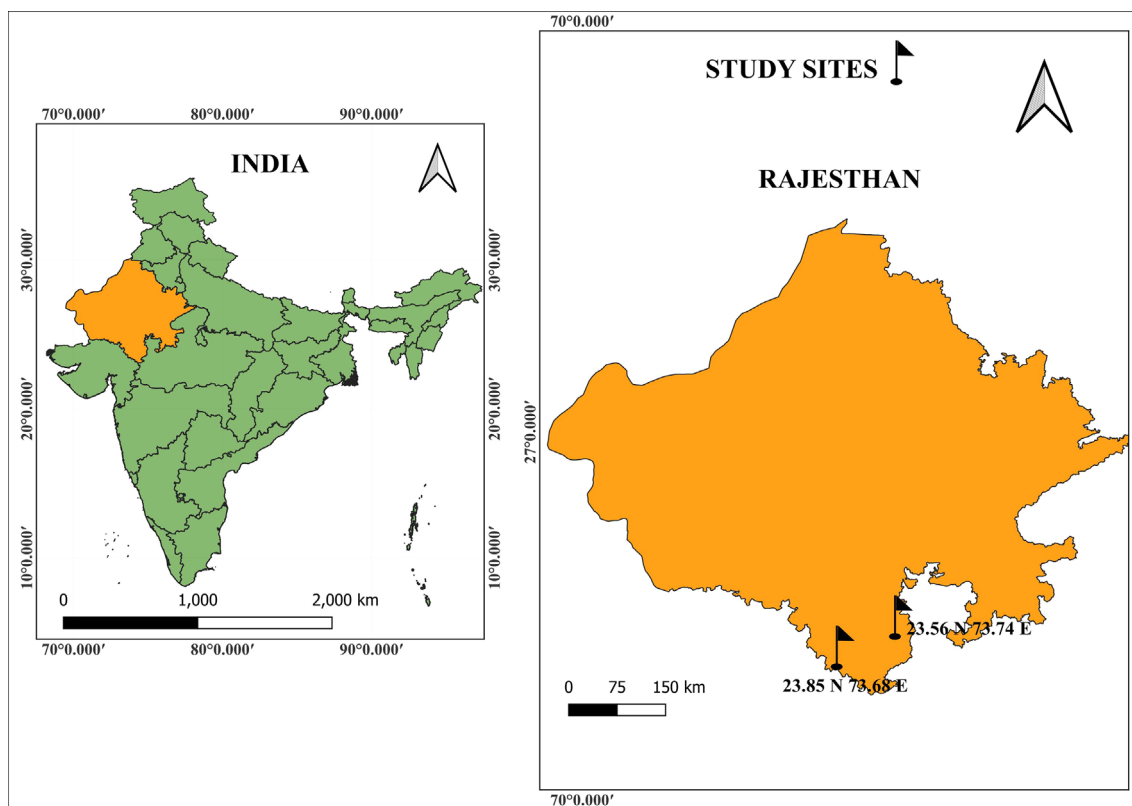 70°0.000′ 80°0.000′ 90°0.000′
INDIA
30°0.000′ 30°0.000′
20°0.000′ 20°0.000′
10°0.000′ 10°0.000′
0 1,000 2,000 km
70°0.000′ 80°0.000′ 90°0.000′
70°0.000′
STUDY SITES
RAJESTHAN
27°0.000′
23.56 N 73.74 E
23.85 N 73.68 E
0 75 150 km
70°0.000′